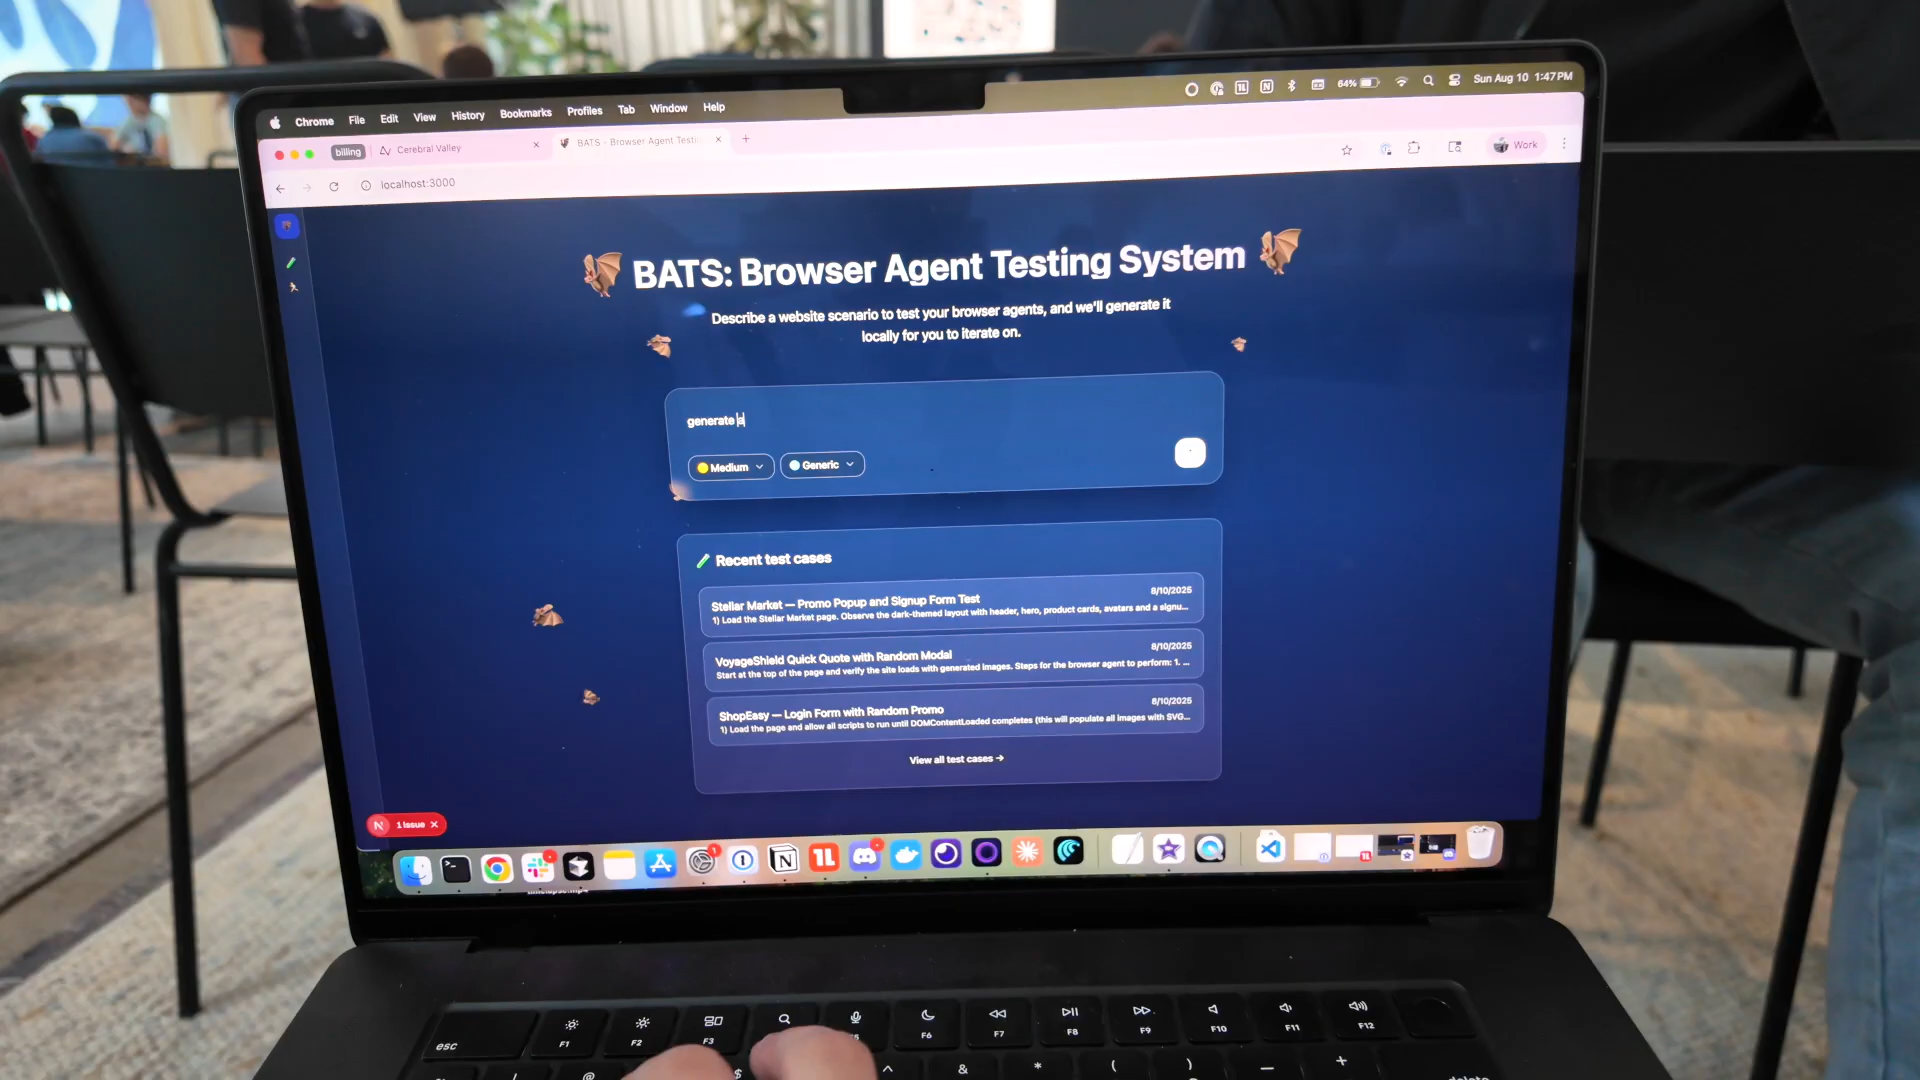 Chrome File Edit View History Bookmarks Profiles Tab Window Help
64% Sun Aug 10 1:47 PM
billing Cerebral Valley BATS - Browser Agent Testi
Work
localhost:3000
BATS: Browser Agent Testing System
Describe a website scenario to test your browser agents, and we'll generate it
locally for you to iterate on.
generate a
Medium Generic
Recent test cases
Stellar Market — Promo Popup and Signup Form Test 8/10/2025
1) Load the Stellar Market page. Observe the dark-themed layout with header, hero, product cards, avatars and a signu...
VoyageShield Quick Quote with Random Modal 8/10/2025
Start at the top of the page and verify the site loads with generated images. Steps for the browser agent to perform: 1. ...
ShopEasy — Login Form with Random Promo 8/10/2025
1) Load the page and allow all scripts to run until DOMContentLoaded completes (this will populate all images with SVG...
View all test cases →
N 1 Issue ×
esc F1 F2 F3 F6 F7 F8 F9 F10 F11 F12
@ $ ^ & * ( ) — +